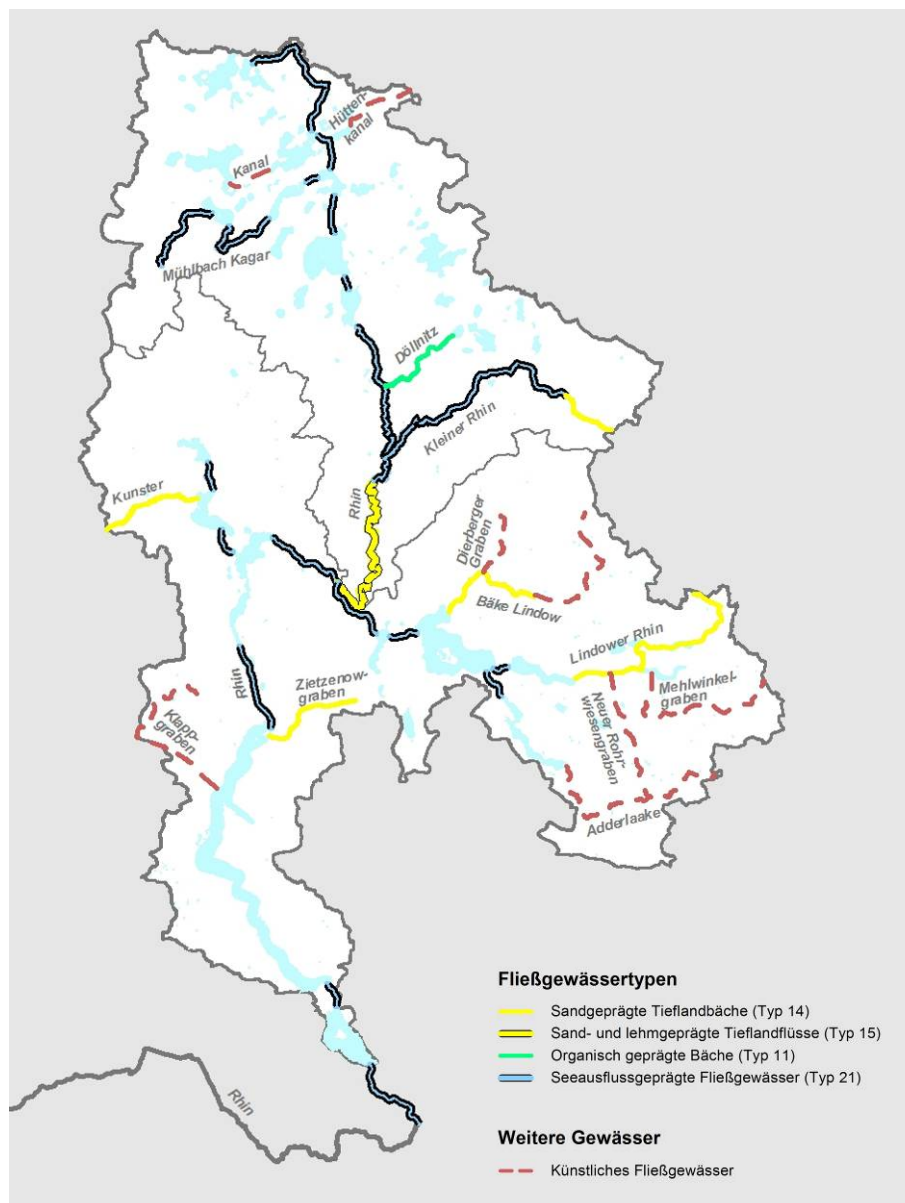 Hütten-
kanal
Kanal
Mühlbach Kagar
Döllnitz
Kleiner Rhin
Kunster
Rhin
Dierberger
Graben
Bäke Lindow
Lindower Rhin
Rhin
Zietzenow-
graben
Mehlwinkel-
graben
Neuer Rohr-
wiesengraben
Klapp-
graben
Adderlaake
Fließgewässertypen
Sandgeprägte Tieflandbäche (Typ 14)
Sand- und lehmgeprägte Tieflandflüsse (Typ 15)
Organisch geprägte Bäche (Typ 11)
Seeausflussgeprägte Fließgewässer (Typ 21)
Rhin
Weitere Gewässer
Künstliches Fließgewässer